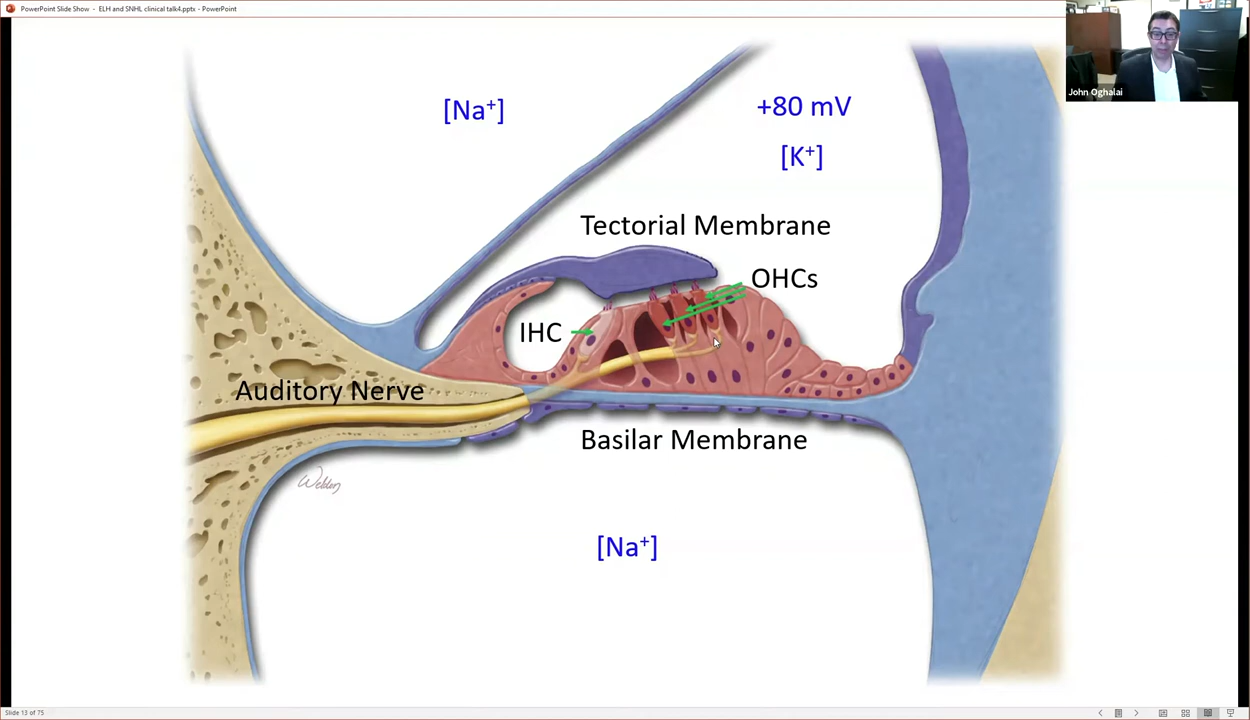 PowerPoint Slide Show - ELH and SNHL clinical talk4.pptx - PowerPoint
John Oghalai
[Na⁺]
+80 mV
[K⁺]
Tectorial Membrane
OHCs
IHC
Auditory Nerve
Basilar Membrane
Welden
[Na⁺]
Slide 13 of 75